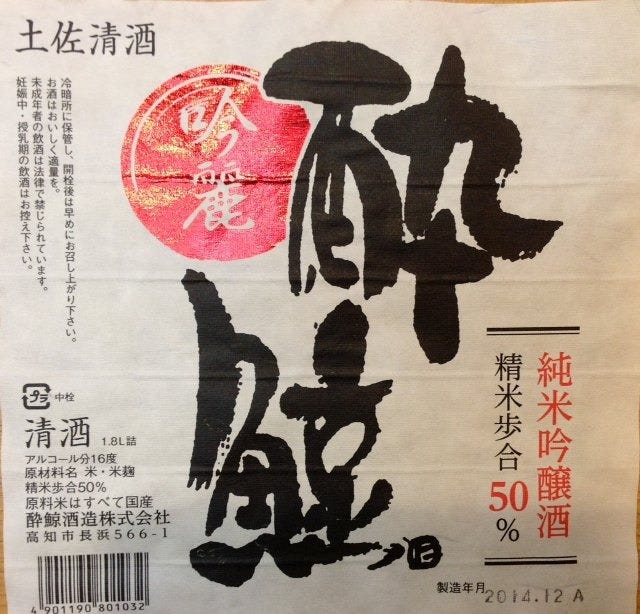 土佐清酒
冷暗所に保管し、開栓後は早めにお召し上がり下さい。
お酒はおいしく適量を。
未成年者の飲酒は法律で禁じられています。
妊娠中・授乳期の飲酒はお控え下さい。
吟麗
酔鯨
純米吟醸酒
精米歩合
50%
プラ 中栓
清酒 1.8L詰
アルコール分16度
原材料名 米・米麹
精米歩合50%
原料米はすべて国産
酔鯨酒造株式会社
高知市長浜566-1
4 901190 801032
製造年月 2014.12 A